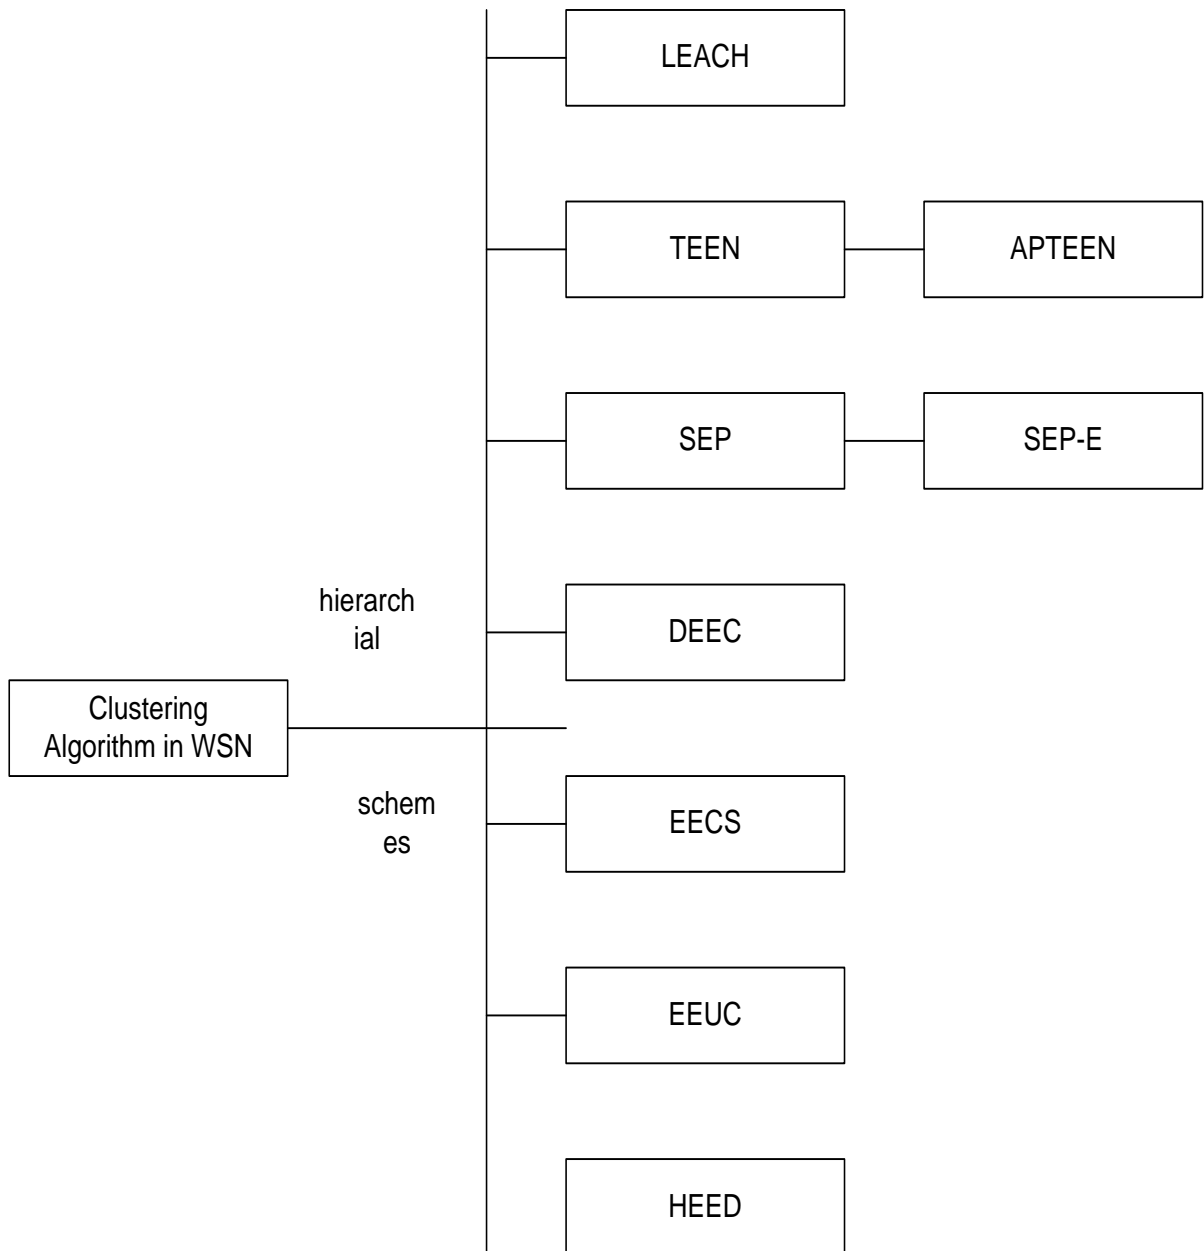 LEACH
TEEN
APTEEN
SEP
SEP-E
hierarch
ial
DEEC
Clustering
Algorithm in WSN
schem
es
EECS
EEUC
HEED